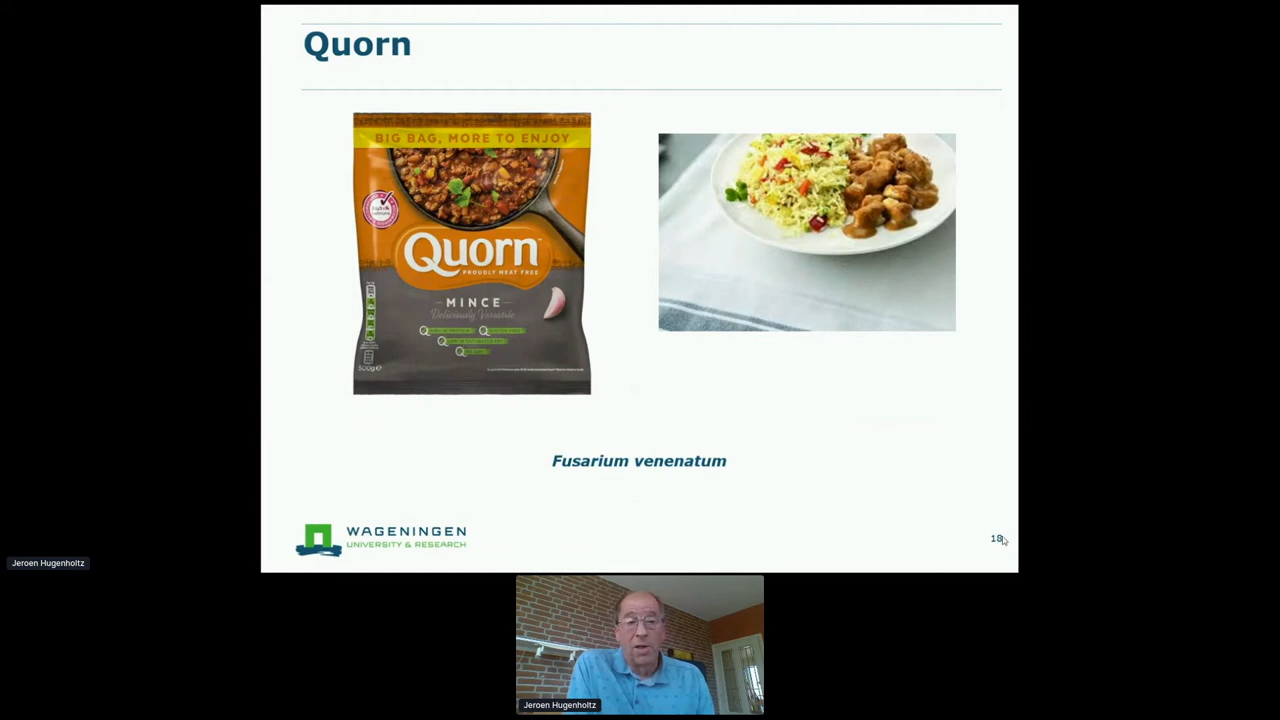 Quorn
BIG BAG, MORE TO ENJOY
Quorn
PROUDLY MEAT FREE
MINCE
Deliciously Versatile
500g e
Fusarium venenatum
WAGENINGEN
UNIVERSITY & RESEARCH
18
Jeroen Hugenholtz
Jeroen Hugenholtz